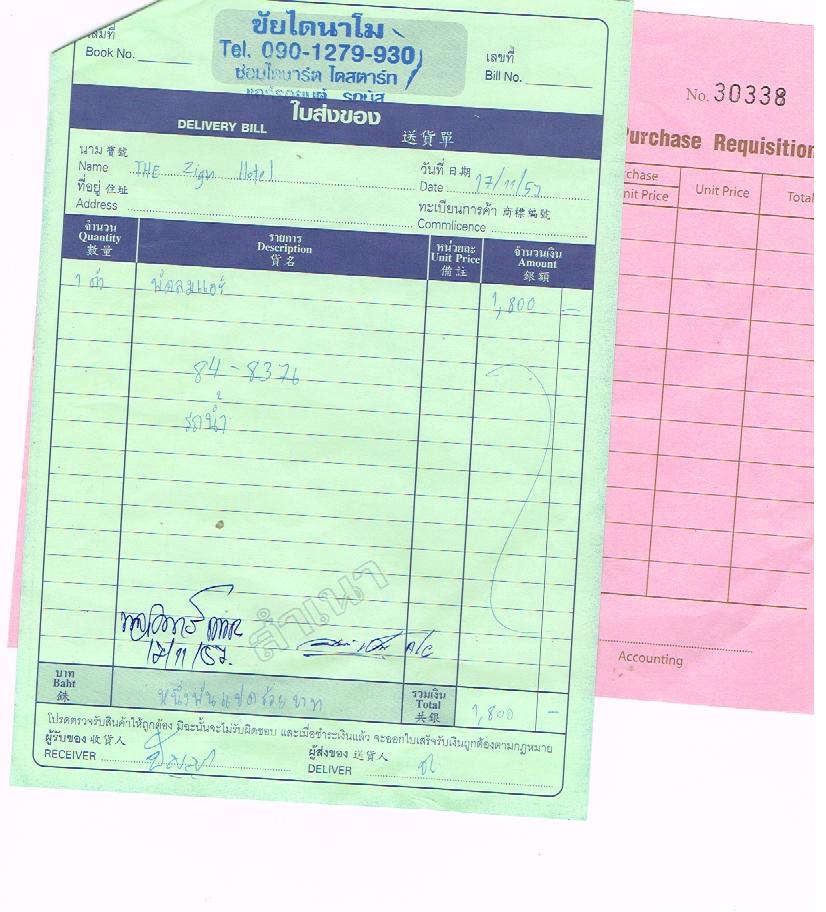 ชัยไดนาโม
Tel. 090-1279-930
ซ่อมไดชาร์ต ไดสตาร์ท
แอร์รถยนต์ รถบัส
เล่มที่
Book No.
เลขที่
Bill No.
ใบส่งของ
DELIVERY BILL 送貨單
นาม 寶號
Name THE Zign Hotel
วันที่ 日期
Date 17/11/57
ที่อยู่ 住址
Address
ทะเบียนการค้า 商標編號
Commlicence
จำนวน รายการ หน่วยละ จำนวนเงิน
Quantity Description Unit Price Amount
數量 貨名 備註 銀額
1 ตัว พัดลมแอร์ 1,800 -
84-8376
รถน้ำ
สำเนา
17/11/57.
A/C
บาท
Baht
銖
หนึ่งพันแปดร้อยบาท
รวมเงิน
Total
共銀
1,800 -
โปรดตรวจรับสินค้าให้ถูกต้อง มิฉะนั้นจะไม่รับผิดชอบ และเมื่อชำระเงินแล้ว จะออกใบเสร็จรับเงินถูกต้องตามกฎหมาย
ผู้รับของ 收貨人
RECEIVER
ผู้ส่งของ 送貨人
DELIVER
No. 30338
Purchase Requisition
rchase
nit Price
Unit Price
Total
Accounting